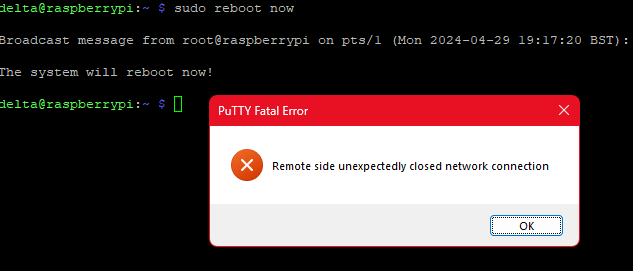 delta@raspberrypi:~ $ sudo reboot now
Broadcast message from root@raspberrypi on pts/1 (Mon 2024-04-29 19:17:20 BST):
The system will reboot now!
delta@raspberrypi:~ $
PuTTY Fatal Error
Remote side unexpectedly closed network connection
OK